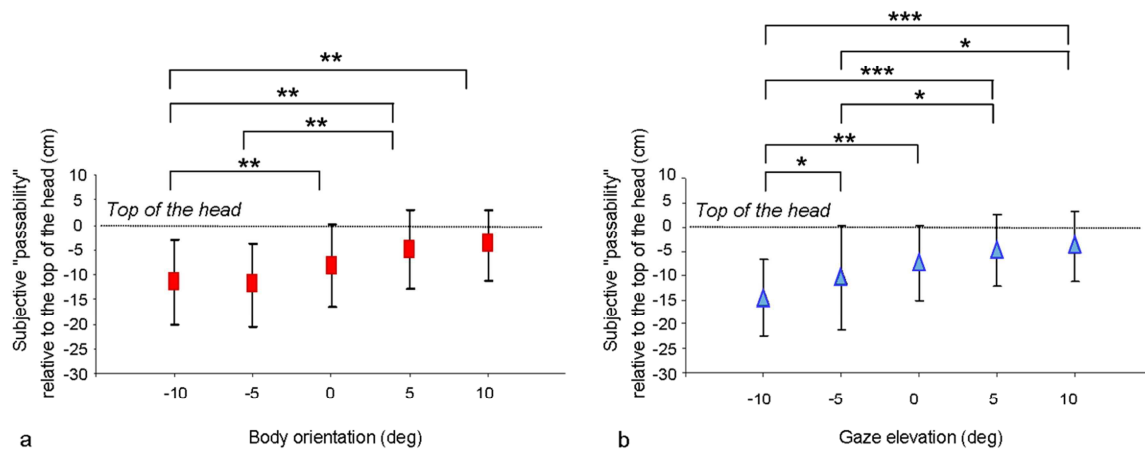 **
**
**
**
Subjective "passability"
relative to the top of the head (cm)
10
5
0
-5
-10
-15
-20
-25
-30
Top of the head
-10 -5 0 5 10
a Body orientation (deg)
***
*
***
*
**
*
Subjective "passability"
relative to the top of the head (cm)
10
5
0
-5
-10
-15
-20
-25
-30
Top of the head
-10 -5 0 5 10
b Gaze elevation (deg)